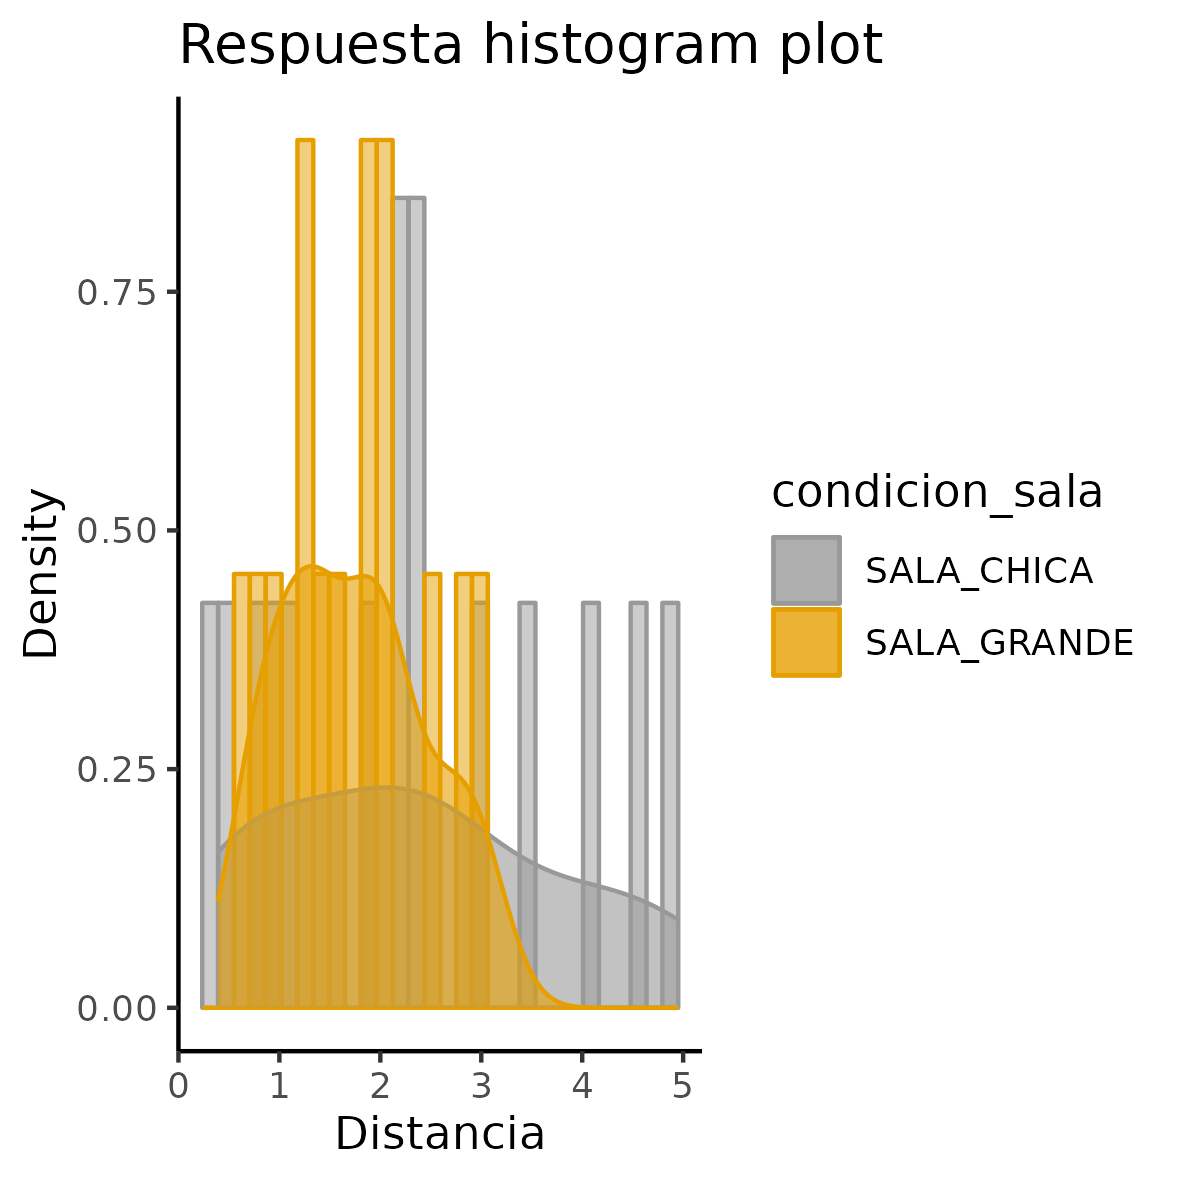 Respuesta histogram plot
Density
0.75
0.50
0.25
0.00
0 1 2 3 4 5
Distancia
condicion_sala
SALA_CHICA
SALA_GRANDE